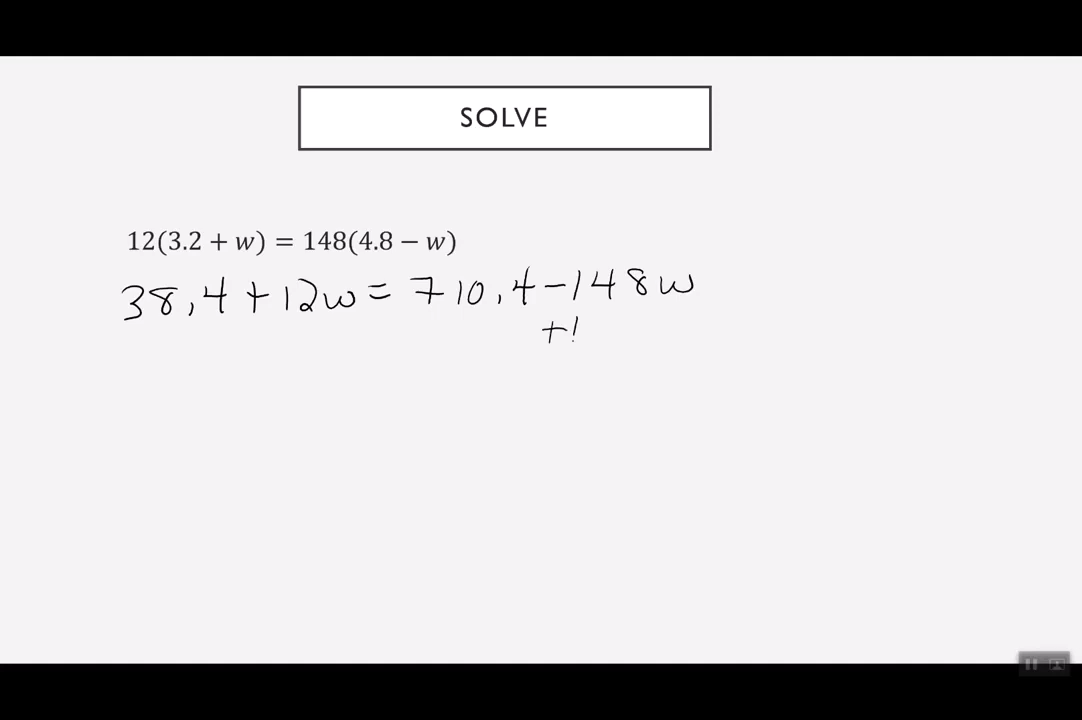 SOLVE
12(3.2 + w) = 148(4.8 − w)
38,4 + 12w = 710,4 − 148w
+1